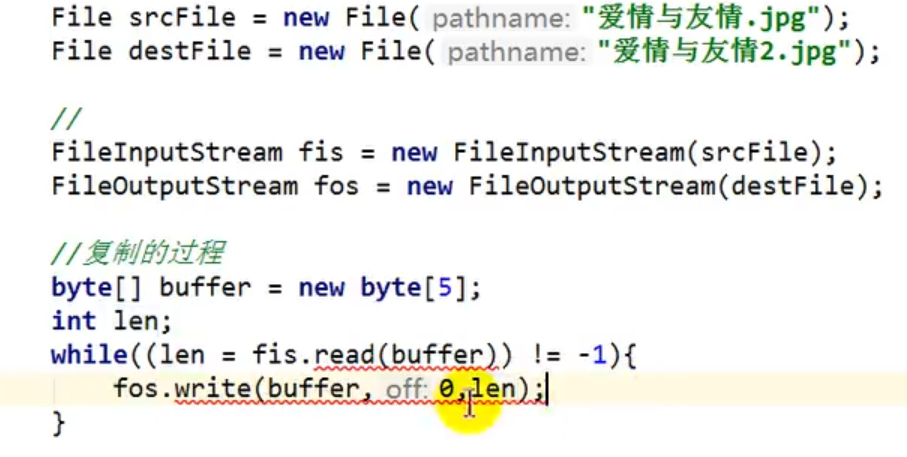 File srcFile = new File( pathname: "爱情与友情.jpg");
File destFile = new File( pathname: "爱情与友情2.jpg");
//
FileInputStream fis = new FileInputStream(srcFile);
FileOutputStream fos = new FileOutputStream(destFile);
//复制的过程
byte[] buffer = new byte[5];
int len;
while((len = fis.read(buffer)) != -1){
fos.write(buffer, off: 0,len);
}